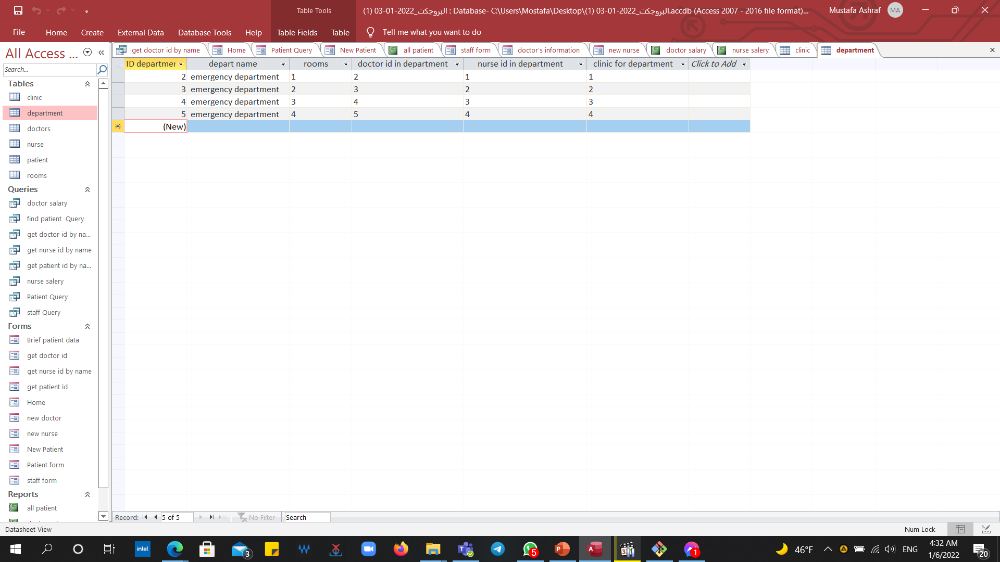 Table Tools
البروجكت_2022-01-03 (1) : Database- C:\Users\Mostafa\Desktop\البروجكت_2022-01-03 (1).accdb (Access 2007 - 2016 file format)...
Mustafa Ashraf
MA
File
Home
Create
External Data
Database Tools
Help
Table Fields
Table
Tell me what you want to do
All Access ...
Search...
get doctor id by name
Home
Patient Query
New Patient
all patient
staff form
doctor's information
new nurse
doctor salary
nurse salery
clinic
department
Tables
clinic
department
doctors
nurse
patient
rooms
Queries
doctor salary
find patient Query
get doctor id by na...
get nurse id by name
get patient id by na...
nurse salery
Patient Query
staff Query
Forms
Brief patient data
get doctor id
get nurse id by name
get patient id
Home
new doctor
new nurse
New Patient
Patient form
staff form
Reports
all patient
ID departmer depart name rooms doctor id in department nurse id in department clinic for department Click to Add
2 emergency department 1 2 1 1
3 emergency department 2 3 2 2
4 emergency department 3 4 3 3
5 emergency department 4 5 4 4
(New)
Record: 5 of 5 No Filter Search
Datasheet View
Num Lock
intel
3
5
1
46°F
ENG
4:32 AM
1/6/2022
20